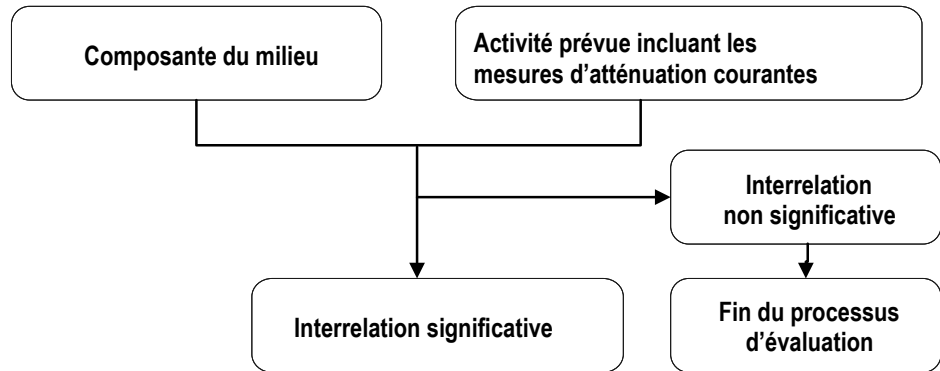 Composante du milieu
Activité prévue incluant les
mesures d’atténuation courantes
Interrelation
non significative
Interrelation significative
Fin du processus
d’évaluation